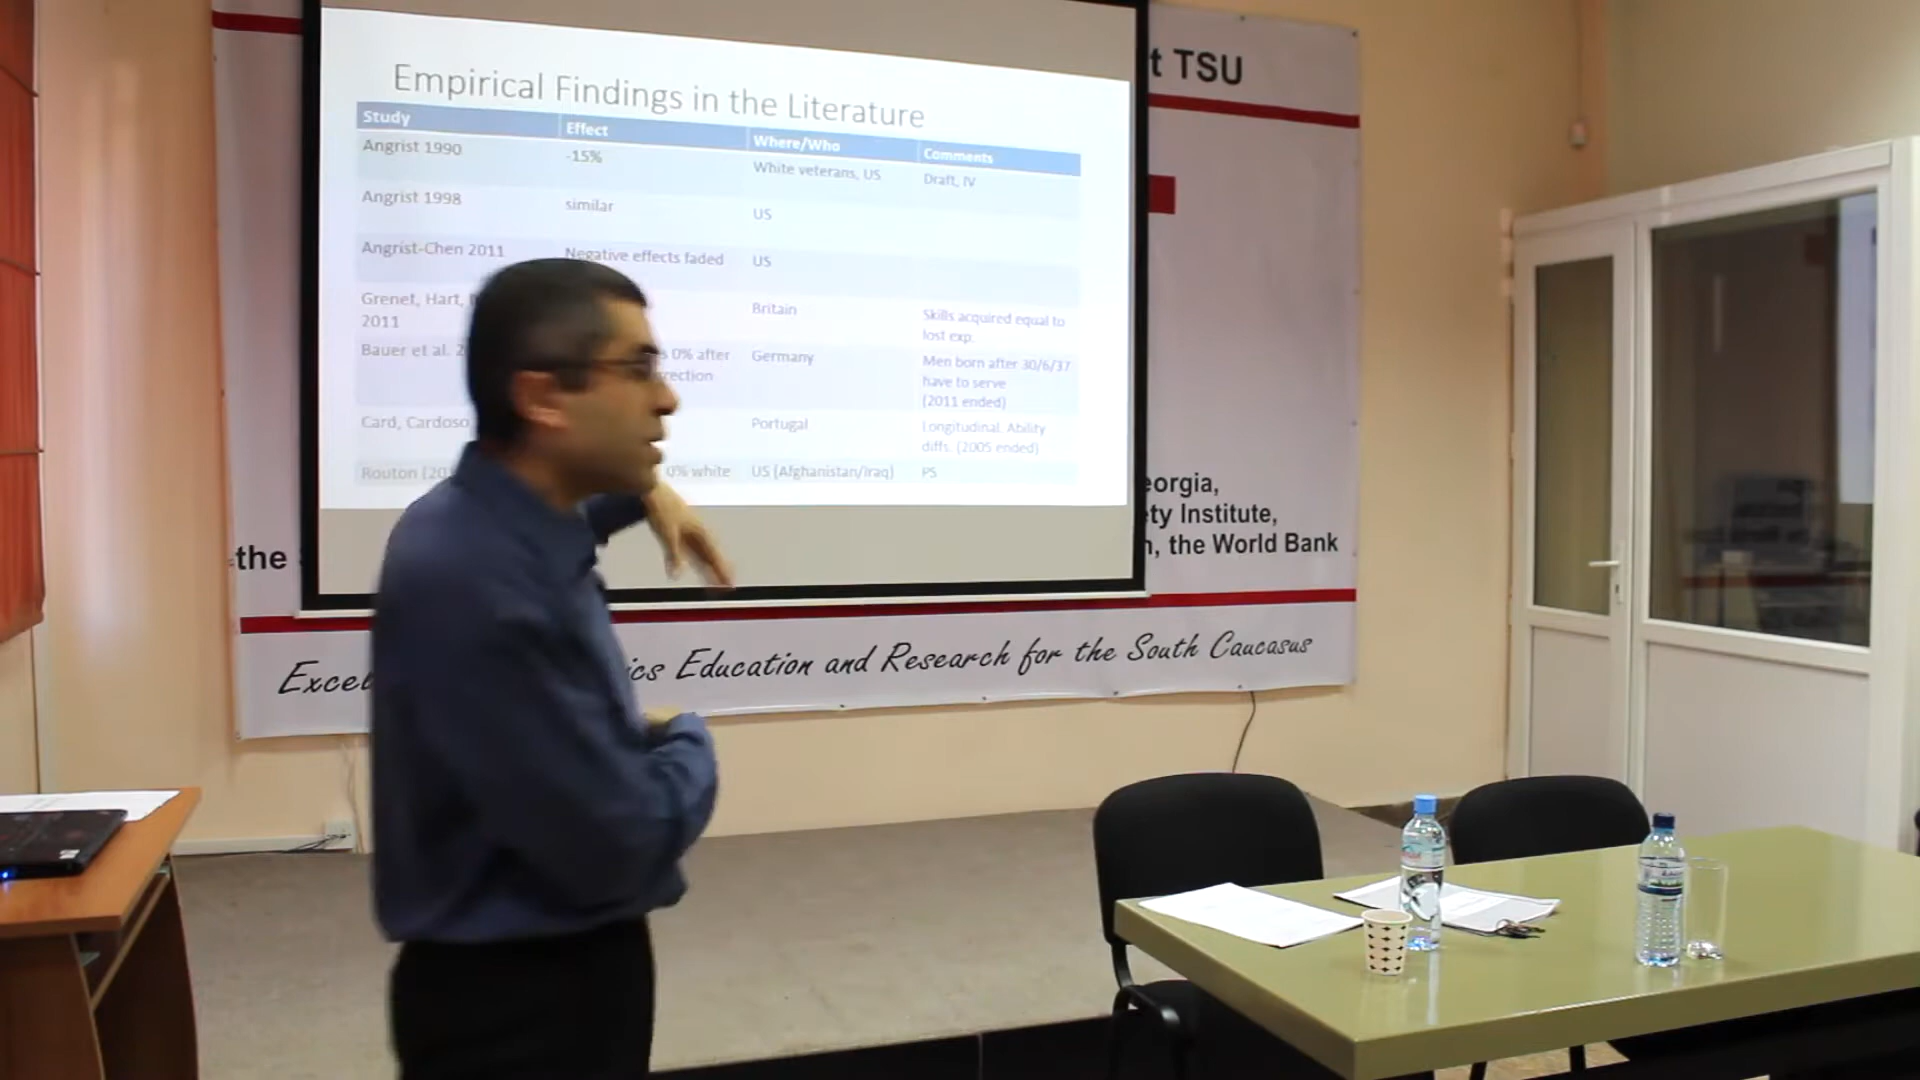 t TSU
Empirical Findings in the Literature
Study Effect Where/Who Comments
Angrist 1990 -15% White veterans, US Draft, IV
Angrist 1998 similar US
Angrist-Chen 2011 Negative effects faded US
Grenet, Hart, Britain Skills acquired equal to
2011 lost exp.
Bauer et al. 0% after Germany Men born after 30/6/37
have to serve
(2011 ended)
Card, Cardoso Portugal Longitudinal. Ability
diffs. (2005 ended)
Routon 0% white US (Afghanistan/Iraq) PS
eorgia,
ty Institute,
the , the World Bank
Excel ics Education and Research for the South Caucasus